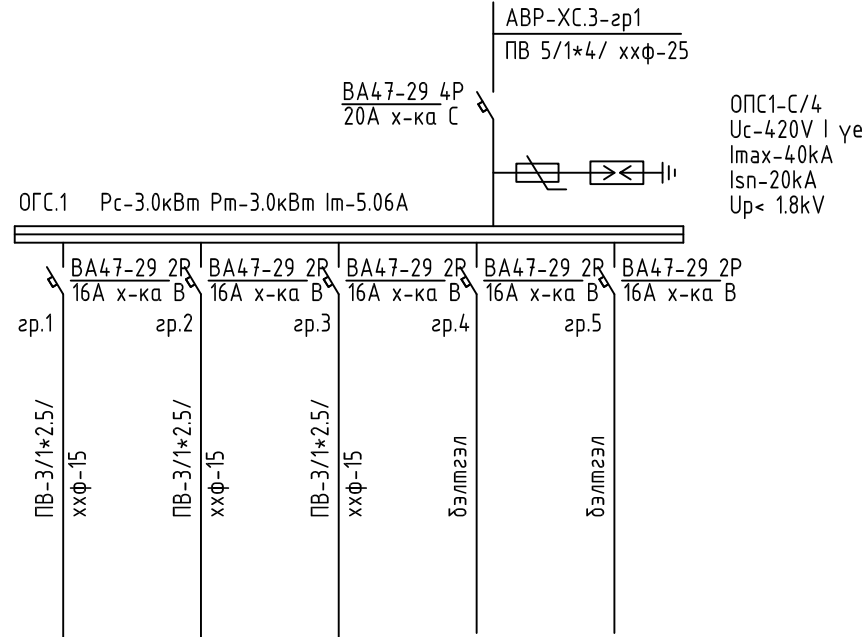 АВР-ХС.3-гр1
ПВ 5/1*4/ ххф-25
ВА47-29 4Р
20А х-ка С
ОПС1-С/4
Uc-420V I үе
Imax-40kA
Isn-20kA
Up< 1.8kV
ОГС.1 Рс-3.0кВт Рт-3.0кВт Iт-5.06А
ВА47-29 2Р
16А х-ка В
ВА47-29 2Р
16А х-ка В
ВА47-29 2Р
16А х-ка В
ВА47-29 2Р
16А х-ка В
ВА47-29 2Р
16А х-ка В
гр.1
гр.2
гр.3
гр.4
гр.5
ПВ-3/1*2.5/
ххф-15
ПВ-3/1*2.5/
ххф-15
ПВ-3/1*2.5/
ххф-15
бэлтгэл
бэлтгэл